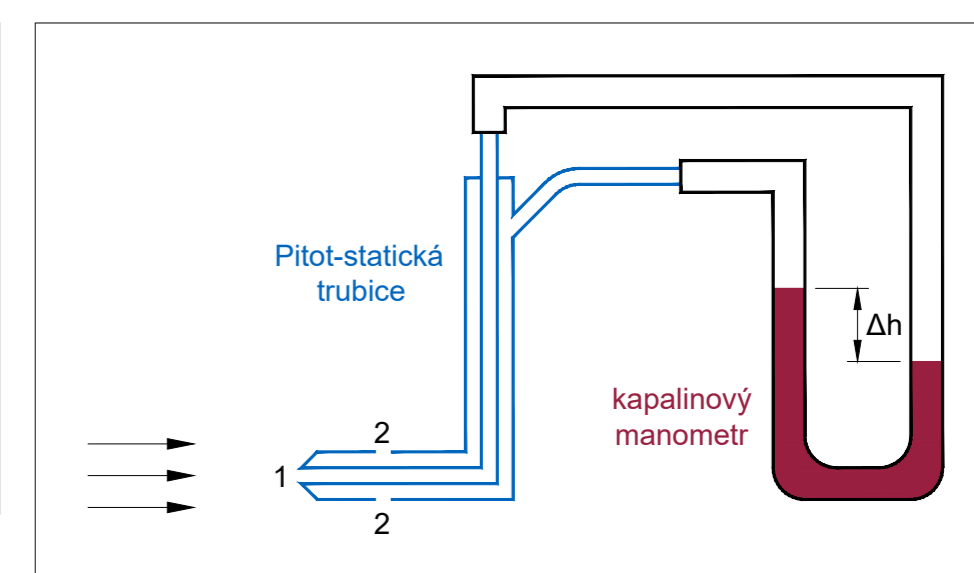 Pitot-statická
trubice
Δh
kapalinový
manometr
2
1
2